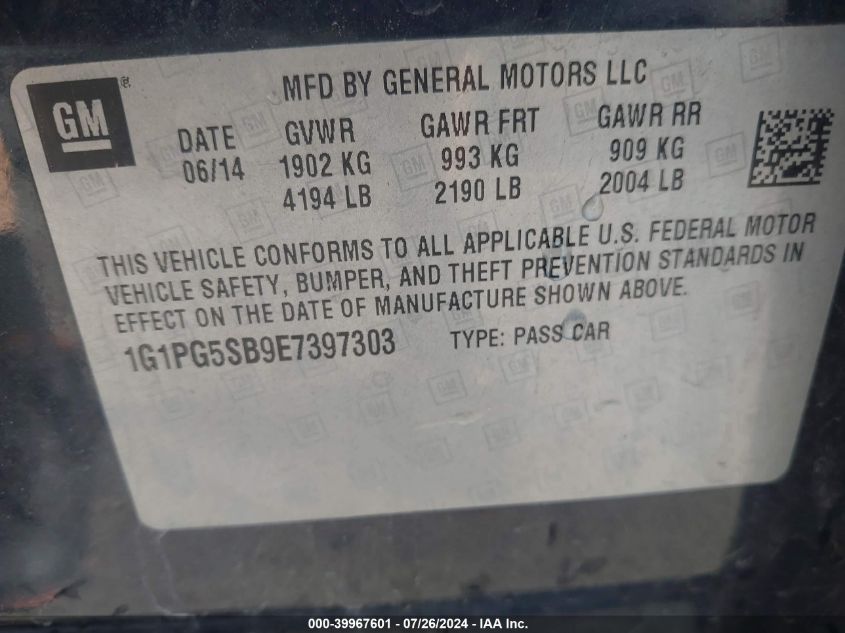 GM
MFD BY GENERAL MOTORS LLC
DATE GVWR GAWR FRT GAWR RR
06/14 1902 KG 993 KG 909 KG
4194 LB 2190 LB 2004 LB
THIS VEHICLE CONFORMS TO ALL APPLICABLE U.S. FEDERAL MOTOR
VEHICLE SAFETY, BUMPER, AND THEFT PREVENTION STANDARDS IN
EFFECT ON THE DATE OF MANUFACTURE SHOWN ABOVE.
1G1PG5SB9E7397303 TYPE: PASS CAR
000-39967601 / 07/26/2024 - IAA Inc.